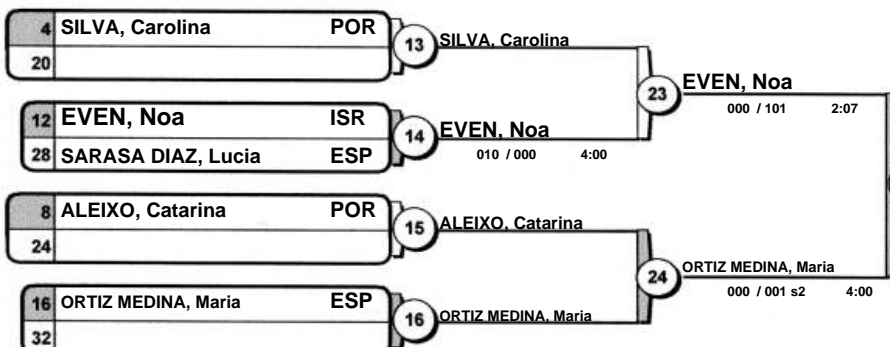 4 SILVA, Carolina POR
20
13 SILVA, Carolina
12 EVEN, Noa ISR
28 SARASA DIAZ, Lucia ESP
14 EVEN, Noa
010 / 000 4:00
23 EVEN, Noa
000 / 101 2:07
8 ALEIXO, Catarina POR
24
15 ALEIXO, Catarina
16 ORTIZ MEDINA, Maria ESP
32
16 ORTIZ MEDINA, Maria
24 ORTIZ MEDINA, Maria
000 / 001 s2 4:00